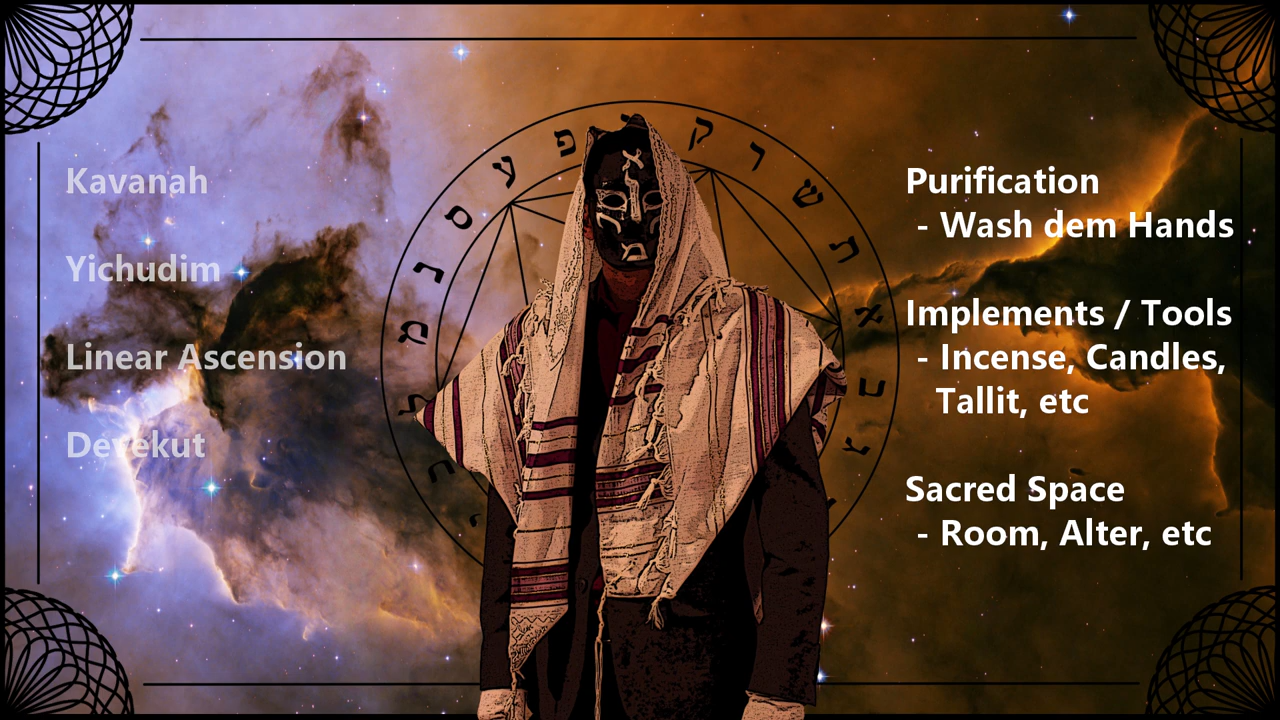 Kavanah
Yichudim
Linear Ascension
Devekut
Purification
- Wash dem Hands
Implements / Tools
- Incense, Candles,
Tallit, etc
Sacred Space
- Room, Alter, etc
מ נ ס ע פ
ק ר ש ת א